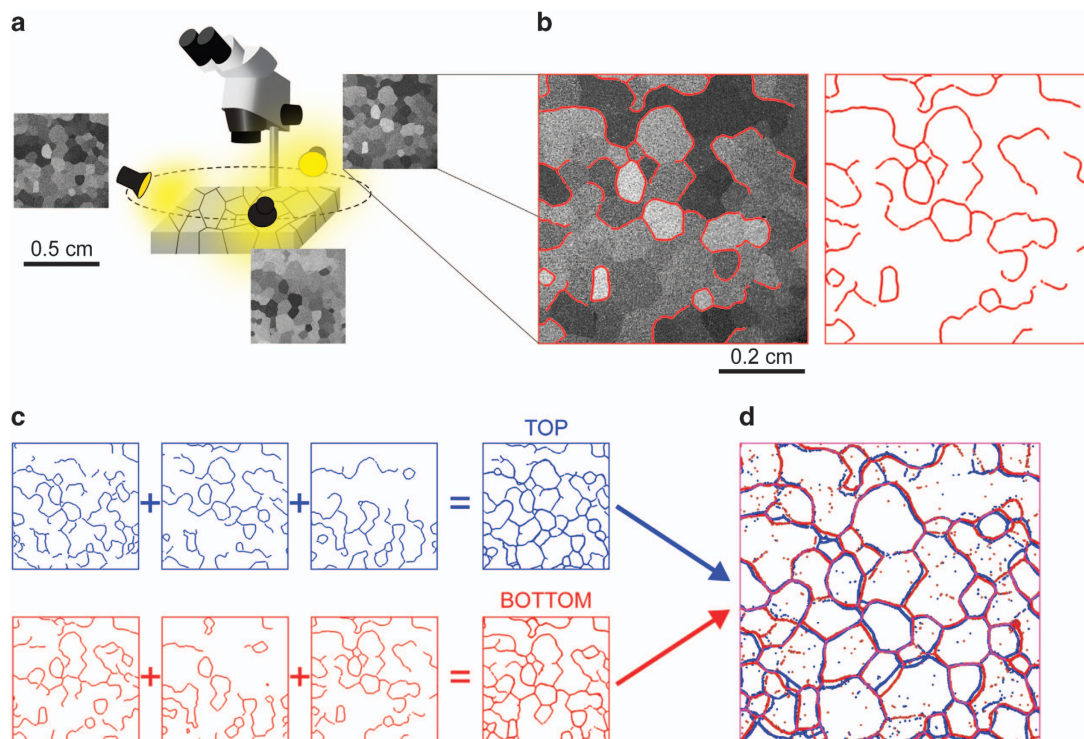 a
b
0.5 cm
0.2 cm
c
d
TOP
+
+
=
BOTTOM
+
+
=